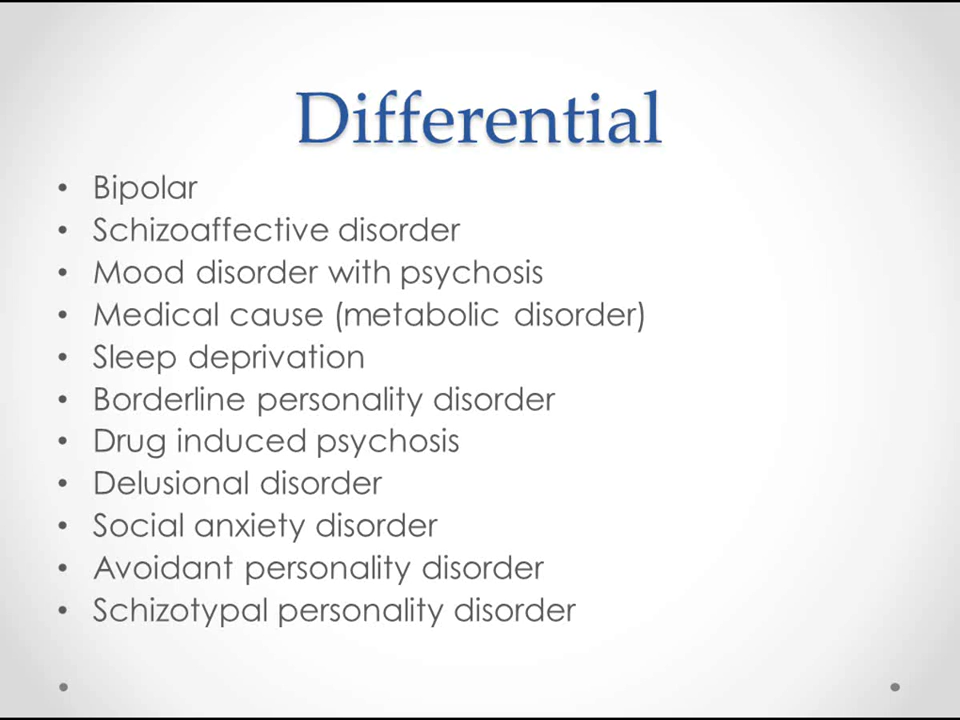 Differential
• Bipolar
• Schizoaffective disorder
• Mood disorder with psychosis
• Medical cause (metabolic disorder)
• Sleep deprivation
• Borderline personality disorder
• Drug induced psychosis
• Delusional disorder
• Social anxiety disorder
• Avoidant personality disorder
• Schizotypal personality disorder